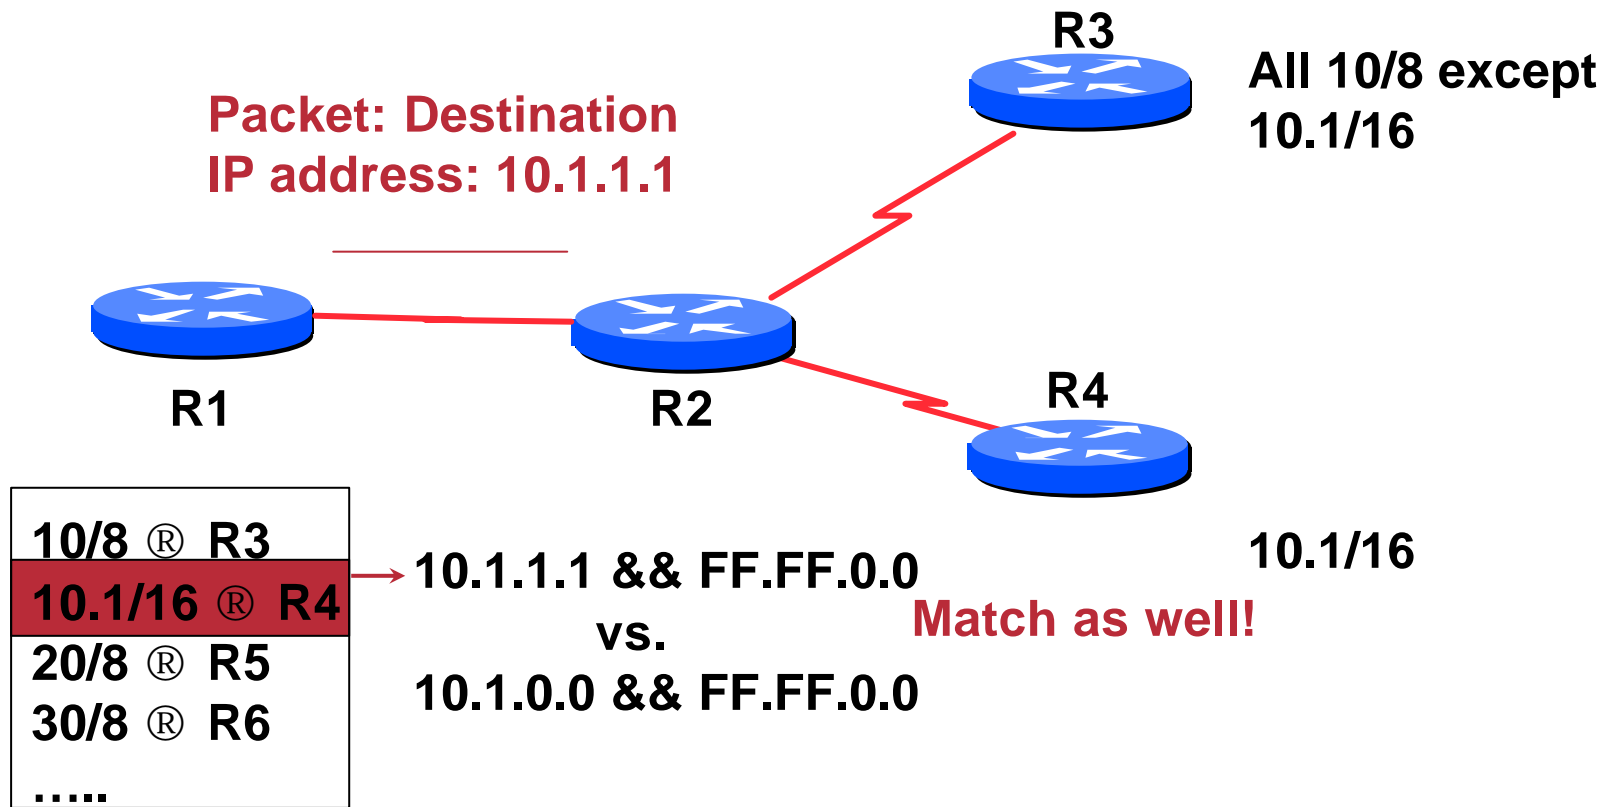 R3
All 10/8 except
10.1/16
Packet: Destination
IP address: 10.1.1.1
R1
R2
R4
10.1/16
10/8 ® R3
10.1/16 ® R4
20/8 ® R5
30/8 ® R6
…..
10.1.1.1 && FF.FF.0.0
vs.
10.1.0.0 && FF.FF.0.0
Match as well!